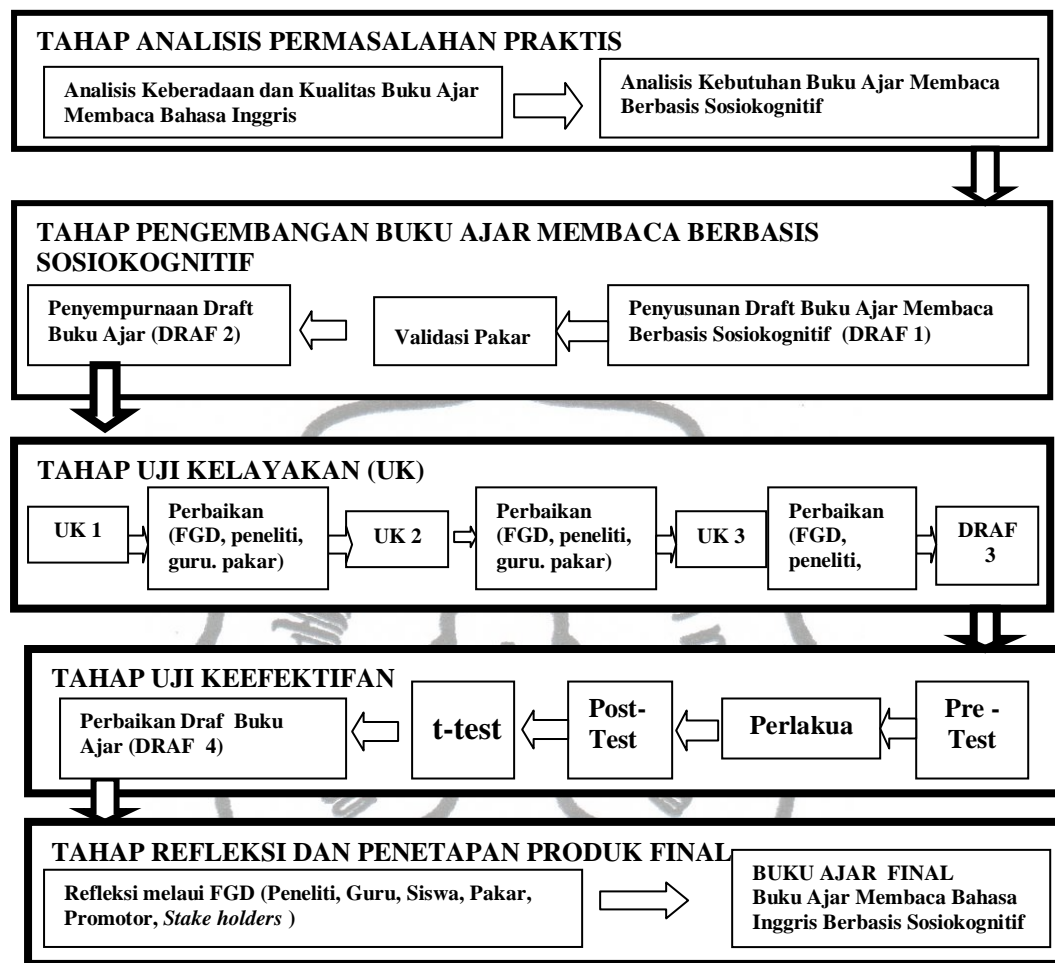 TAHAP ANALISIS PERMASALAHAN PRAKTIS
Analisis Keberadaan dan Kualitas Buku Ajar
Membaca Bahasa Inggris
Analisis Kebutuhan Buku Ajar Membaca
Berbasis Sosiokognitif
TAHAP PENGEMBANGAN BUKU AJAR MEMBACA BERBASIS
SOSIOKOGNITIF
Penyusunan Draft Buku Ajar Membaca
Berbasis Sosiokognitif (DRAF 1)
Validasi Pakar
Penyempurnaan Draft
Buku Ajar (DRAF 2)
TAHAP UJI KELAYAKAN (UK)
UK 1
Perbaikan
(FGD, peneliti,
guru. pakar)
UK 2
Perbaikan
(FGD, peneliti,
guru. pakar)
UK 3
Perbaikan
(FGD,
peneliti,
DRAF
3
TAHAP UJI KEEFEKTIFAN
Pre -
Test
Perlakua
Post-
Test
t-test
Perbaikan Draf Buku
Ajar (DRAF 4)
TAHAP REFLEKSI DAN PENETAPAN PRODUK FINAL
Refleksi melaui FGD (Peneliti, Guru, Siswa, Pakar,
Promotor, Stake holders )
BUKU AJAR FINAL
Buku Ajar Membaca Bahasa
Inggris Berbasis Sosiokognitif